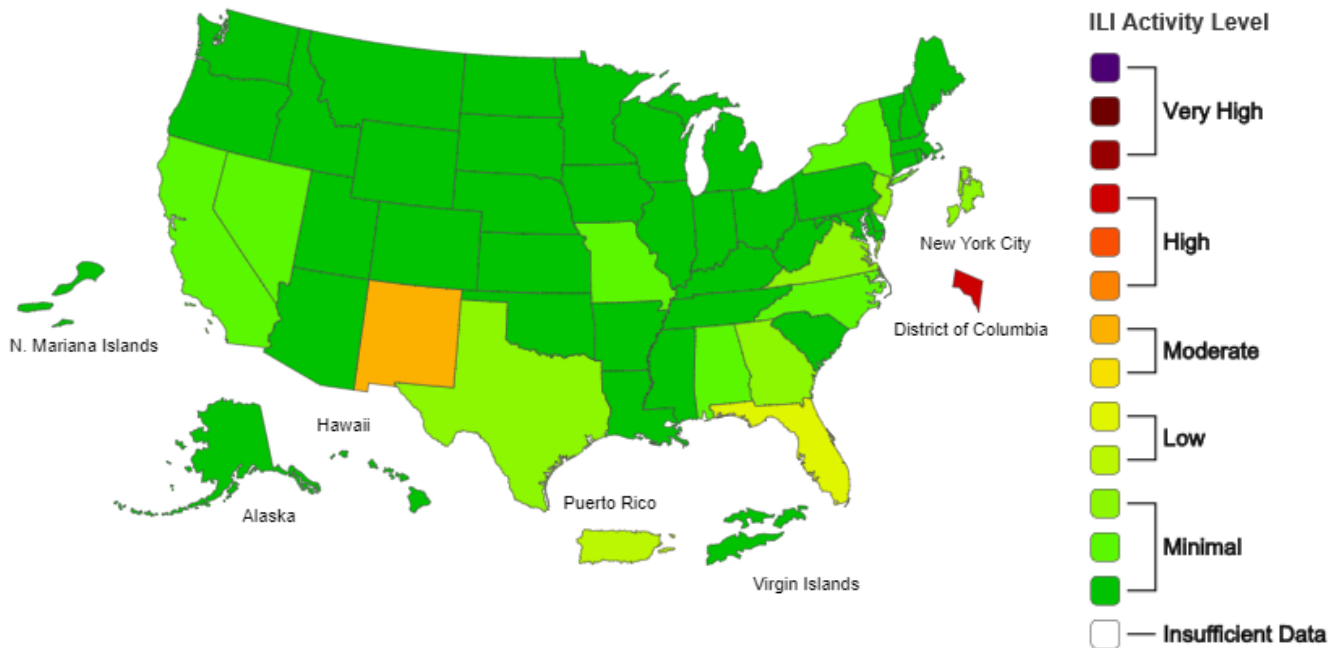 ILI Activity Level
Very High
High
Moderate
Low
Minimal
Insufficient Data
New York City
District of Columbia
N. Mariana Islands
Hawaii
Alaska
Puerto Rico
Virgin Islands